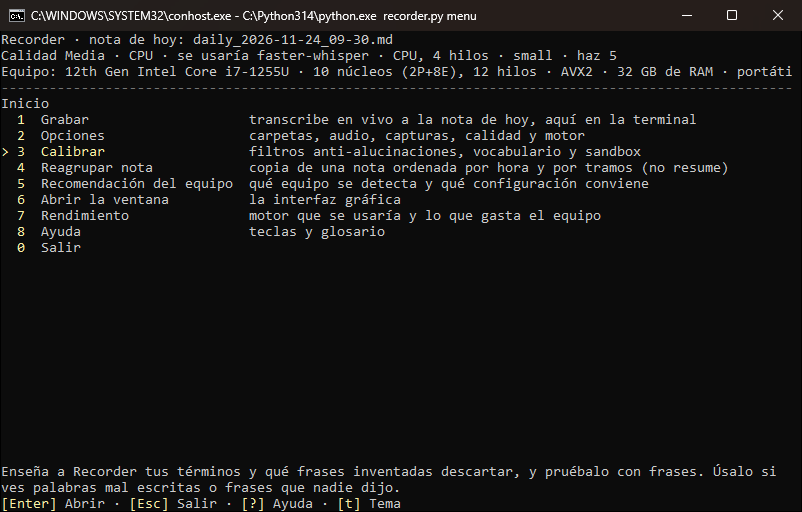 C:\WINDOWS\SYSTEM32\conhost.exe - C:\Python314\python.exe recorder.py menu
Recorder · nota de hoy: daily_2026-11-24_09-30.md
Calidad Media · CPU · se usaría faster-whisper · CPU, 4 hilos · small · haz 5
Equipo: 12th Gen Intel Core i7-1255U · 10 núcleos (2P+8E), 12 hilos · AVX2 · 32 GB de RAM · portáti
---------------------------------------------------------------------------------------------------
Inicio
1 Grabar transcribe en vivo a la nota de hoy, aquí en la terminal
2 Opciones carpetas, audio, capturas, calidad y motor
> 3 Calibrar filtros anti-alucinaciones, vocabulario y sandbox
4 Reagrupar nota copia de una nota ordenada por hora y por tramos (no resume)
5 Recomendación del equipo qué equipo se detecta y qué configuración conviene
6 Abrir la ventana la interfaz gráfica
7 Rendimiento motor que se usaría y lo que gasta el equipo
8 Ayuda teclas y glosario
0 Salir
Enseña a Recorder tus términos y qué frases inventadas descartar, y pruébalo con frases. Úsalo si
ves palabras mal escritas o frases que nadie dijo.
[Enter] Abrir · [Esc] Salir · [?] Ayuda · [t] Tema